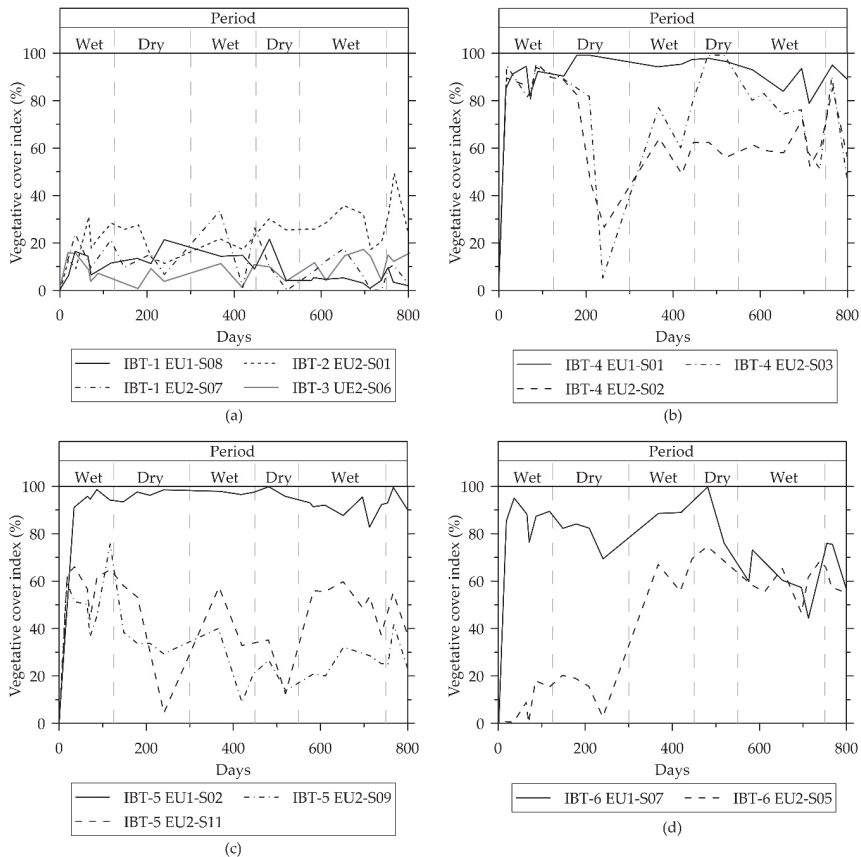 Period
Wet Dry Wet Dry Wet
Vegetative cover index (%)
100
80
60
40
20
0
0 200 400 600 800
Days
IBT-1 EU1-S08 IBT-2 EU2-S01
IBT-1 EU2-S07 IBT-3 UE2-S06
(a)
Period
Wet Dry Wet Dry Wet
Vegetative cover index (%)
100
80
60
40
20
0
0 200 400 600 800
Days
IBT-4 EU1-S01 IBT-4 EU2-S03
IBT-4 EU2-S02
(b)
Period
Wet Dry Wet Dry Wet
Vegetative cover index (%)
100
80
60
40
20
0
0 200 400 600 800
Days
IBT-5 EU1-S02 IBT-5 EU2-S09
IBT-5 EU2-S11
(c)
Period
Wet Dry Wet Dry Wet
Vegetative cover index (%)
100
80
60
40
20
0
0 200 400 600 800
Days
IBT-6 EU1-S07 IBT-6 EU2-S05
(d)